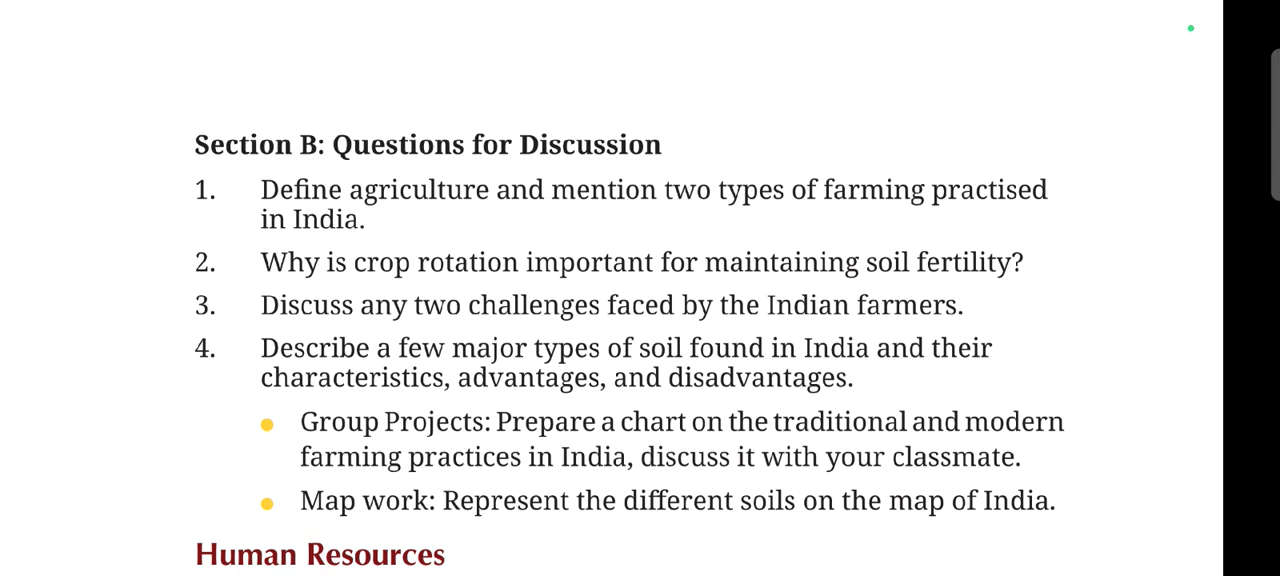 Section B: Questions for Discussion
1. Define agriculture and mention two types of farming practised
in India.
2. Why is crop rotation important for maintaining soil fertility?
3. Discuss any two challenges faced by the Indian farmers.
4. Describe a few major types of soil found in India and their
characteristics, advantages, and disadvantages.
Group Projects: Prepare a chart on the traditional and modern
farming practices in India, discuss it with your classmate.
Map work: Represent the different soils on the map of India.
Human Resources